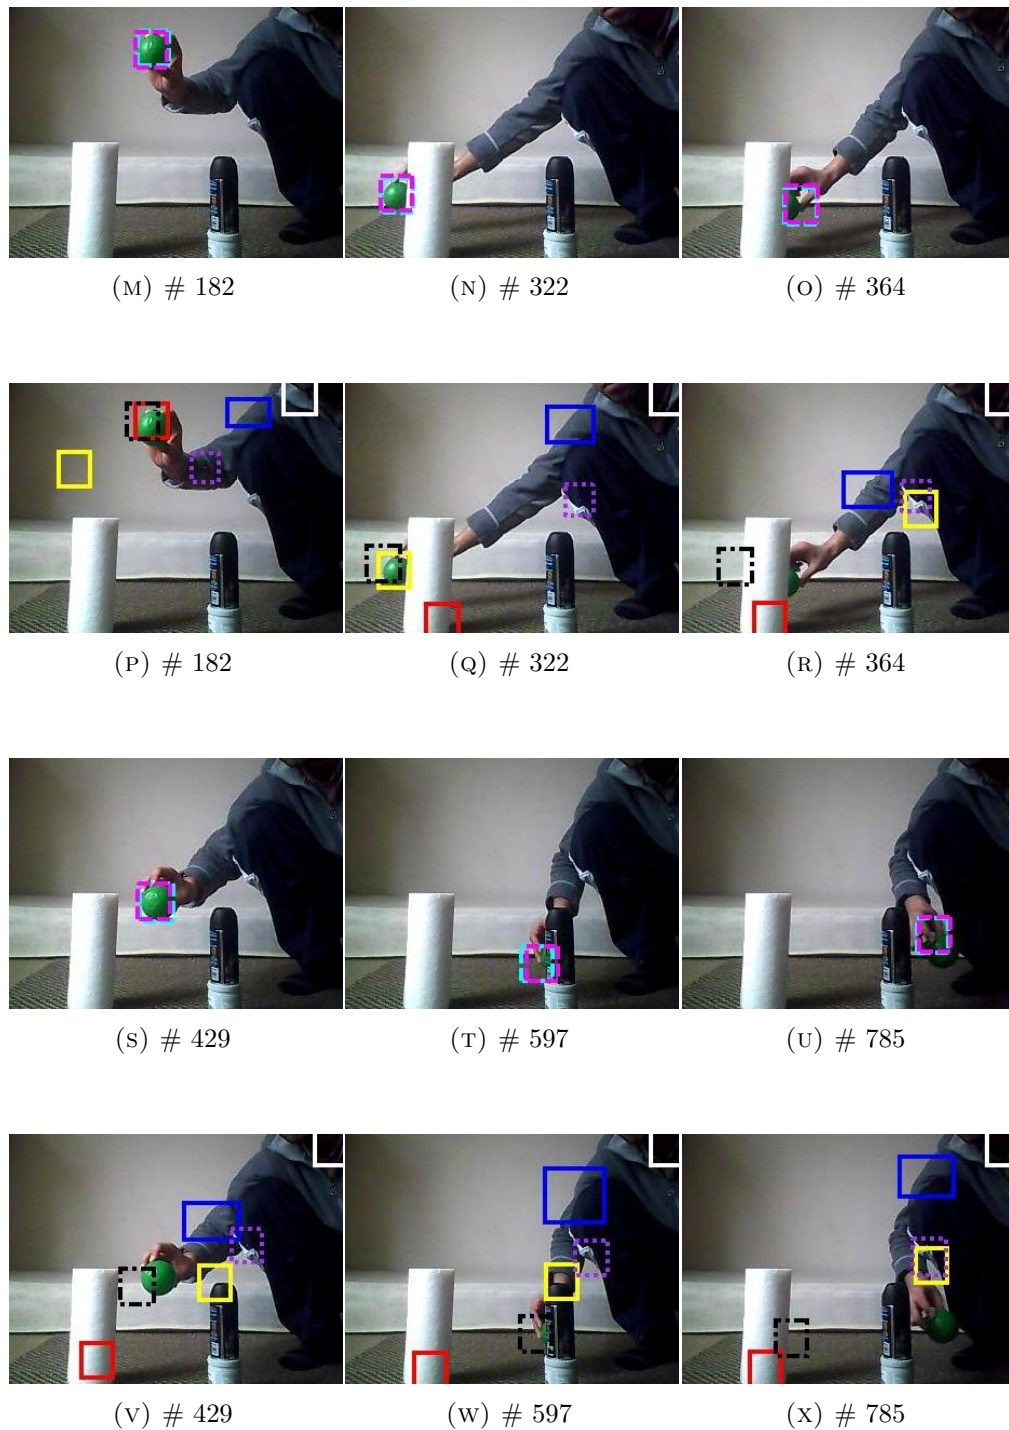 (M) # 182
(N) # 322
(O) # 364
(P) # 182
(Q) # 322
(R) # 364
(S) # 429
(T) # 597
(U) # 785
(V) # 429
(W) # 597
(X) # 785